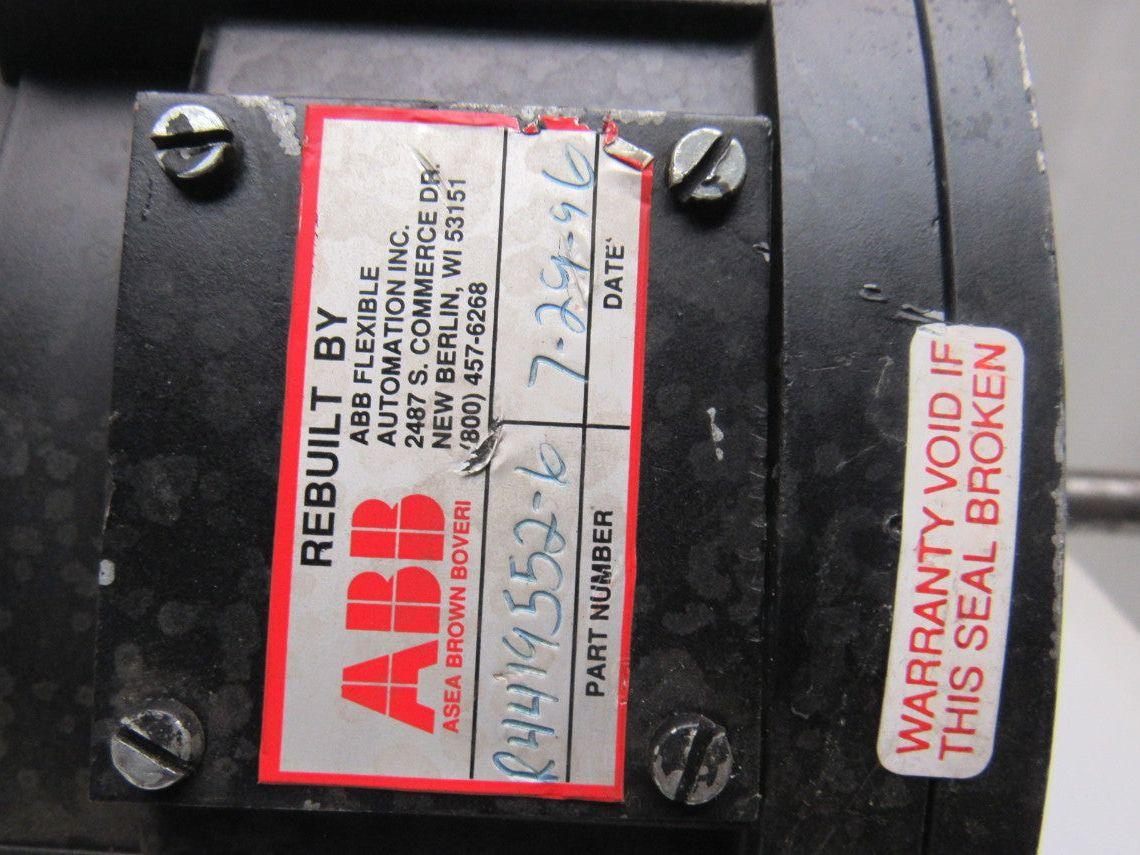 REBUILT BY
ABB
ASEA BROWN BOVERI
ABB FLEXIBLE
AUTOMATION INC.
2487 S. COMMERCE DR.
NEW BERLIN, WI 53151
(800) 457-6268
R4419552-6
7-29-96
PART NUMBER
DATE
WARRANTY VOID IF
THIS SEAL BROKEN